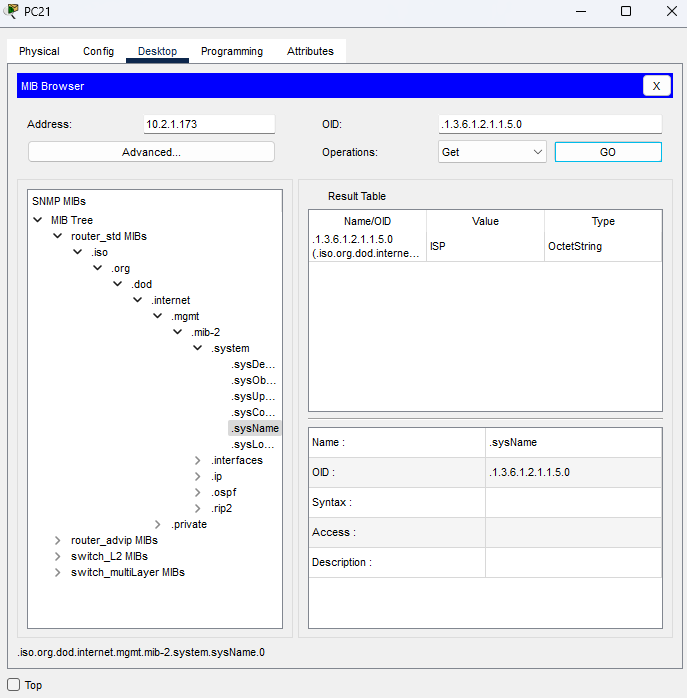 PC21
Physical Config Desktop Programming Attributes
MIB Browser X
Address: 10.2.1.173 OID: .1.3.6.1.2.1.1.5.0
Advanced... Operations: Get GO
SNMP MIBs
MIB Tree
router_std MIBs
.iso
.org
.dod
.internet
.mgmt
.mib-2
.system
.sysDe...
.sysOb...
.sysUp...
.sysCo...
.sysName
.sysLo...
.interfaces
.ip
.ospf
.rip2
.private
router_advip MIBs
switch_L2 MIBs
switch_multiLayer MIBs
Result Table
Name/OID Value Type
.1.3.6.1.2.1.1.5.0
(.iso.org.dod.interne... ISP OctetString
Name : .sysName
OID : .1.3.6.1.2.1.1.5.0
Syntax :
Access :
Description :
.iso.org.dod.internet.mgmt.mib-2.system.sysName.0
Top